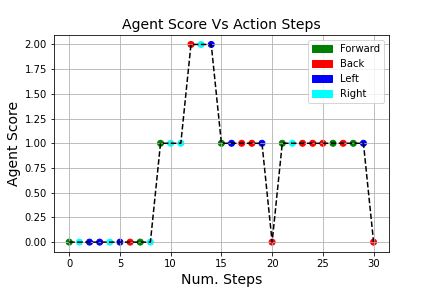 Agent Score Vs Action Steps
2.00
1.75
1.50
1.25
1.00
0.75
0.50
0.25
0.00
Agent Score
Forward
Back
Left
Right
0 5 10 15 20 25 30
Num. Steps